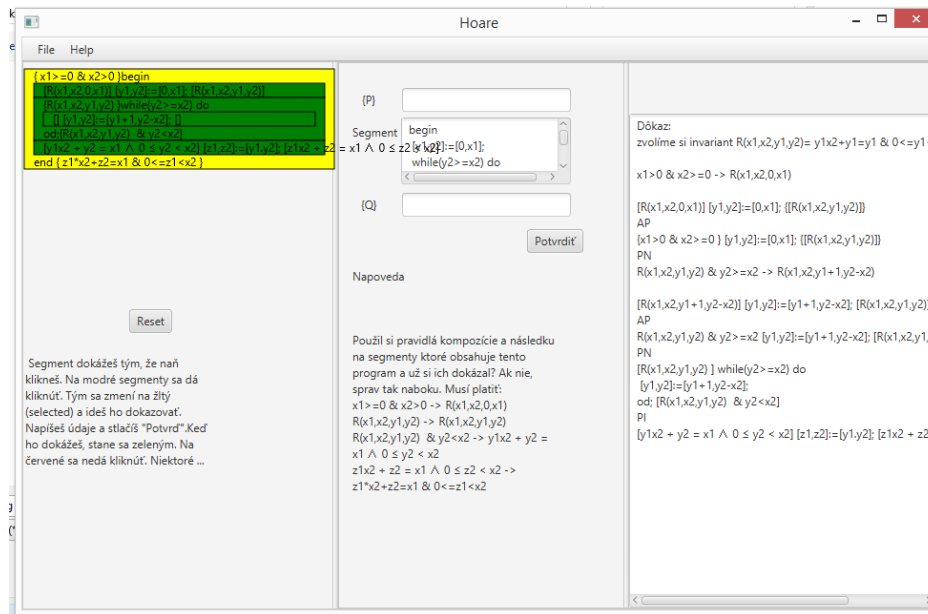 Hoare
File Help
{ x1>=0 & x2>0 }begin
[R(x1,x2,0,x1)] [y1,y2]:=[0,x1]; [R(x1,x2,y1,y2)]
{R(x1,x2,y1,y2) }while(y2>=x2) do
[] [y1,y2]:=[y1+1,y2-x2]; []
od;{R(x1,x2,y1,y2) & y2<x2}
[y1x2 + y2 = x1 ∧ 0 ≤ y2 < x2] [z1,z2]:=[y1.y2]; [z1x2 + z2 = x1 ∧ 0 ≤ z2 < x2]
end { z1*x2+z2=x1 & 0<=z1<x2 }
Reset
Segment dokážeš tým, že naň
klikneš. Na modré segmenty sa dá
kliknúť. Tým sa zmení na žltý
(selected) a ideš ho dokazovať.
Napíšeš údaje a stlačíš "Potvrd".Keď
ho dokážeš, stane sa zeleným. Na
červené sa nedá kliknúť. Niektoré ...
{P}
Segment
begin
[y1,y2]:=[0,x1];
while(y2>=x2) do
{Q}
Potvrdiť
Napoveda
Použil si pravidlá kompozície a následku
na segmenty ktoré obsahuje tento
program a už si ich dokázal? Ak nie,
sprav tak naboku. Musí platiť:
x1>=0 & x2>0 -> R(x1,x2,0,x1)
R(x1,x2,y1,y2) -> R(x1,x2,y1,y2)
R(x1,x2,y1,y2) & y2<x2 -> y1x2 + y2 =
x1 ∧ 0 ≤ y2 < x2
z1x2 + z2 = x1 ∧ 0 ≤ z2 < x2 ->
z1*x2+z2=x1 & 0<=z1<x2
Dôkaz:
zvolíme si invariant R(x1,x2,y1,y2)= y1x2+y1=y1 & 0<=y1
x1>0 & x2>=0 -> R(x1,x2,0,x1)
[R(x1,x2,0,x1)] [y1,y2]:=[0,x1]; {[R(x1,x2,y1,y2)]}
AP
{x1>0 & x2>=0 } [y1,y2]:=[0,x1]; {[R(x1,x2,y1,y2)]}
PN
R(x1,x2,y1,y2) & y2>=x2 -> R(x1,x2,y1+1,y2-x2)
[R(x1,x2,y1+1,y2-x2)] [y1,y2]:=[y1+1,y2-x2]; [R(x1,x2,y1,y2)]
AP
R(x1,x2,y1,y2) & y2>=x2 [y1,y2]:=[y1+1,y2-x2]; [R(x1,x2,y1,
PN
[R(x1,x2,y1,y2) ] while(y2>=x2) do
[y1,y2]:=[y1+1,y2-x2];
od; [R(x1,x2,y1,y2) & y2<x2]
PI
[y1x2 + y2 = x1 ∧ 0 ≤ y2 < x2] [z1,z2]:=[y1.y2]; [z1x2 + z2